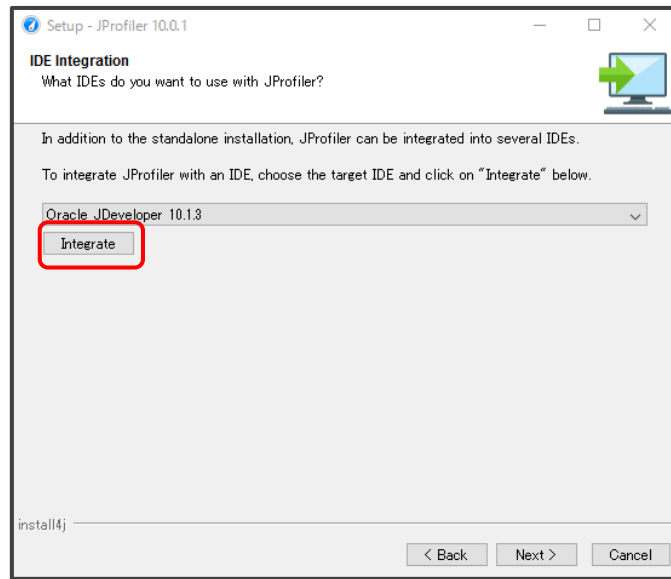 Setup - JProfiler 10.0.1
IDE Integration
What IDEs do you want to use with JProfiler?
In addition to the standalone installation, JProfiler can be integrated into several IDEs.
To integrate JProfiler with an IDE, choose the target IDE and click on "Integrate" below.
Oracle JDeveloper 10.1.3
Integrate
install4j
< Back Next > Cancel